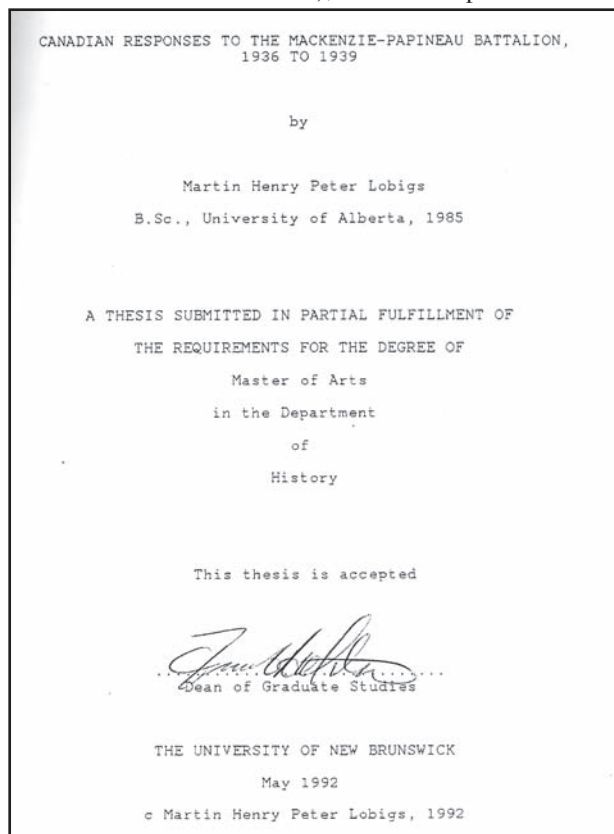 CANADIAN RESPONSES TO THE MACKENZIE-PAPINEAU BATTALION,
1936 TO 1939
by
Martin Henry Peter Lobigs
B.Sc., University of Alberta, 1985
A THESIS SUBMITTED IN PARTIAL FULFILLMENT OF
THE REQUIREMENTS FOR THE DEGREE OF
Master of Arts
in the Department
of
History
This thesis is accepted
Dean of Graduate Studies
THE UNIVERSITY OF NEW BRUNSWICK
May 1992
c Martin Henry Peter Lobigs, 1992